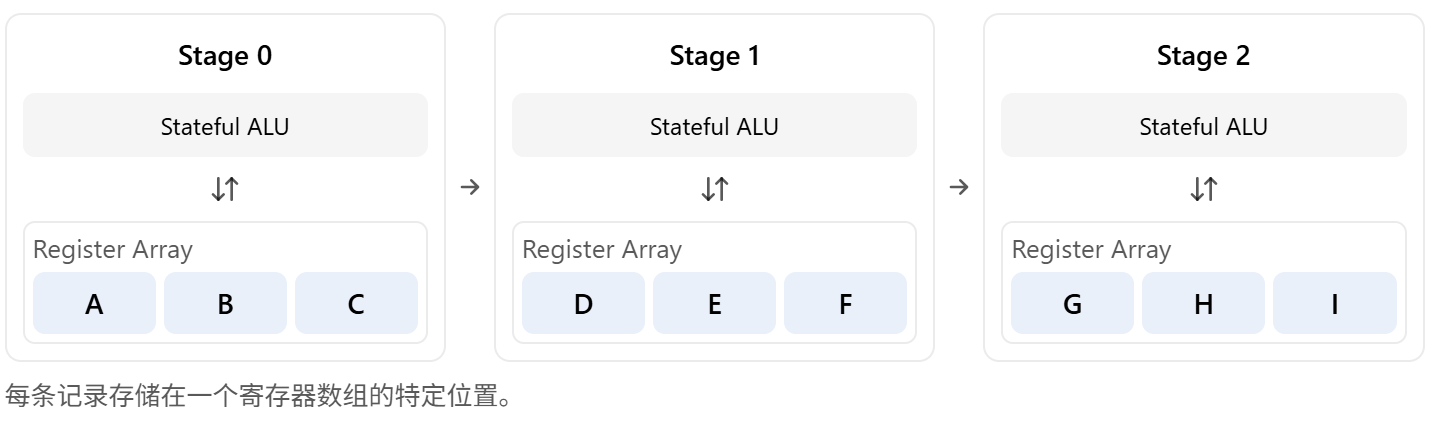 Stage 0
Stateful ALU
↓↑
Register Array
A B C
→
Stage 1
Stateful ALU
↓↑
Register Array
D E F
→
Stage 2
Stateful ALU
↓↑
Register Array
G H I
每条记录存储在一个寄存器数组的特定位置。